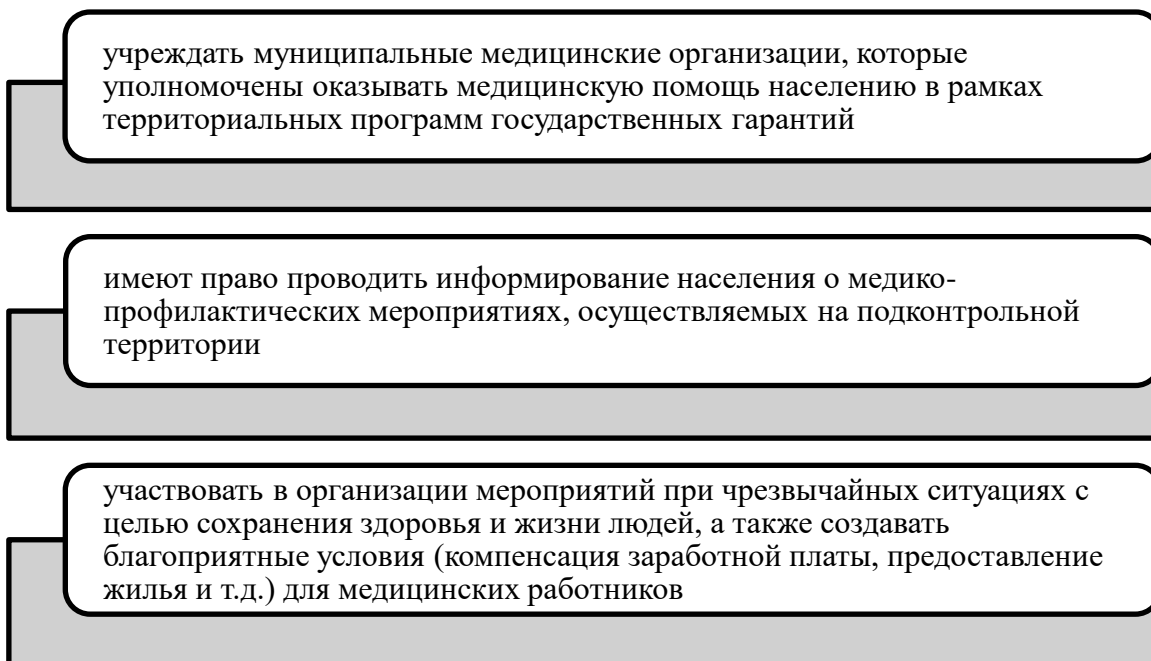 учреждать муниципальные медицинские организации, которые
уполномочены оказывать медицинскую помощь населению в рамках
территориальных программ государственных гарантий
имеют право проводить информирование населения о медико-
профилактических мероприятиях, осуществляемых на подконтрольной
территории
участвовать в организации мероприятий при чрезвычайных ситуациях с
целью сохранения здоровья и жизни людей, а также создавать
благоприятные условия (компенсация заработной платы, предоставление
жилья и т.д.) для медицинских работников